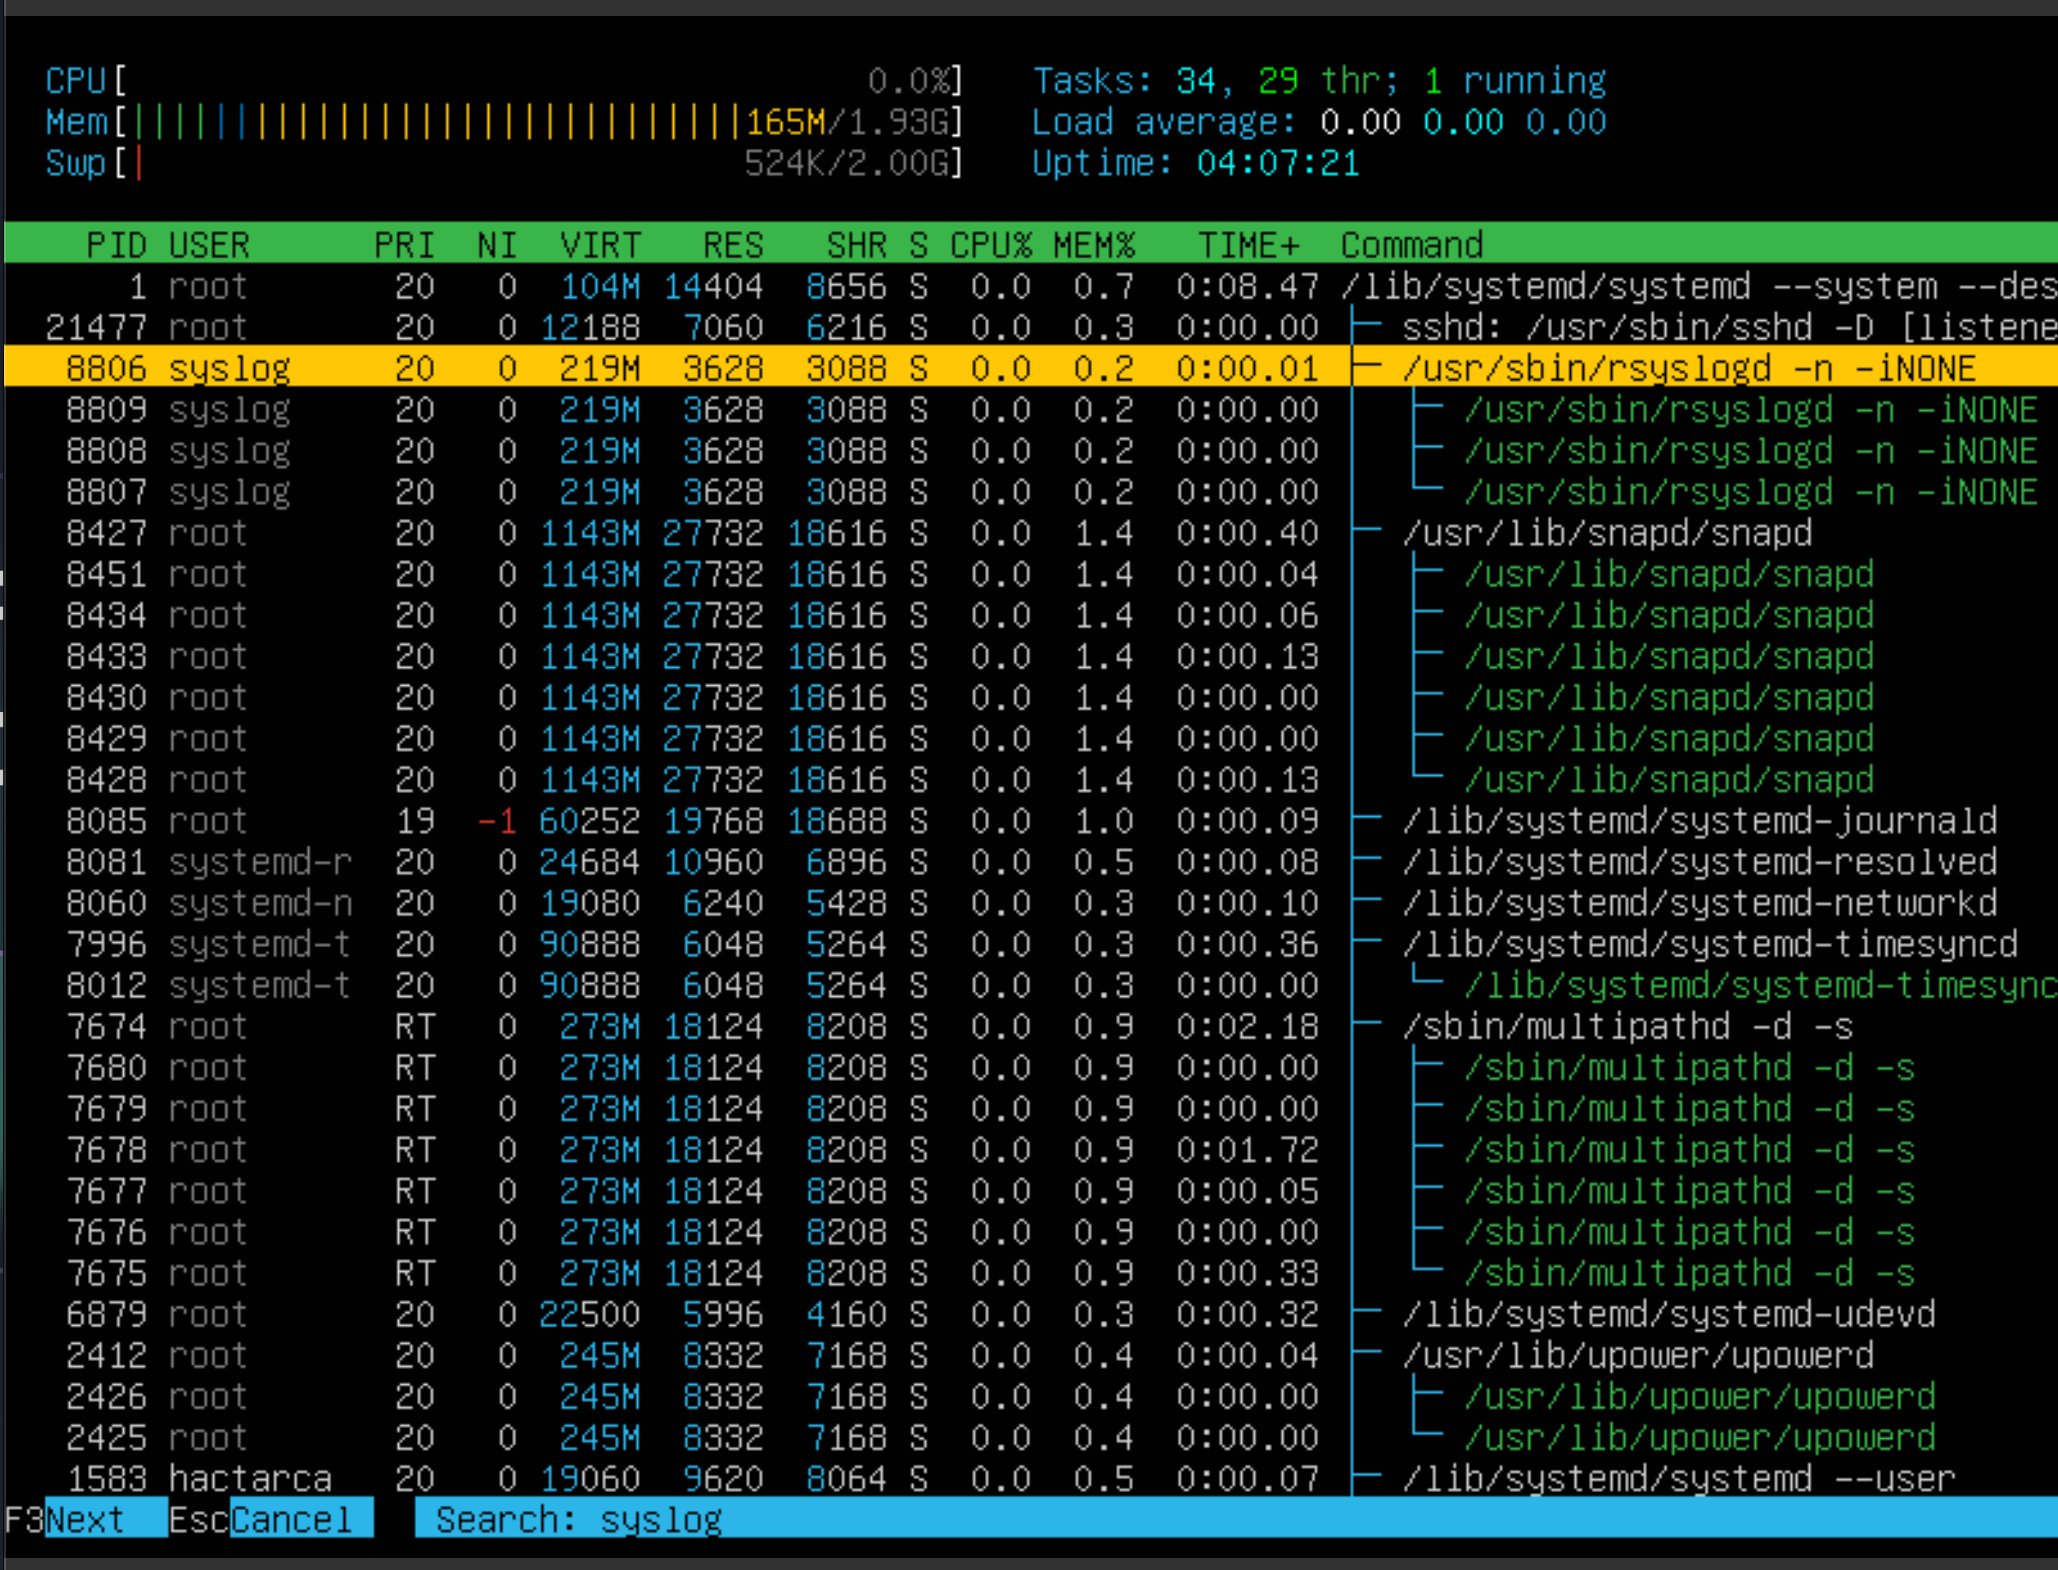 CPU[ 0.0%] Tasks: 34, 29 thr; 1 running
Mem[||||||||||||||||||||||||||||||165M/1.93G] Load average: 0.00 0.00 0.00
Swp[| 524K/2.00G] Uptime: 04:07:21
PID USER PRI NI VIRT RES SHR S CPU% MEM% TIME+ Command
1 root 20 0 104M 14404 8656 S 0.0 0.7 0:08.47 /lib/systemd/systemd --system --des
21477 root 20 0 12188 7060 6216 S 0.0 0.3 0:00.00 ├─ sshd: /usr/sbin/sshd -D [listene
8806 syslog 20 0 219M 3628 3088 S 0.0 0.2 0:00.01 ├─ /usr/sbin/rsyslogd -n -iNONE
8809 syslog 20 0 219M 3628 3088 S 0.0 0.2 0:00.00 │ ├─ /usr/sbin/rsyslogd -n -iNONE
8808 syslog 20 0 219M 3628 3088 S 0.0 0.2 0:00.00 │ ├─ /usr/sbin/rsyslogd -n -iNONE
8807 syslog 20 0 219M 3628 3088 S 0.0 0.2 0:00.00 │ └─ /usr/sbin/rsyslogd -n -iNONE
8427 root 20 0 1143M 27732 18616 S 0.0 1.4 0:00.40 ├─ /usr/lib/snapd/snapd
8451 root 20 0 1143M 27732 18616 S 0.0 1.4 0:00.04 │ ├─ /usr/lib/snapd/snapd
8434 root 20 0 1143M 27732 18616 S 0.0 1.4 0:00.06 │ ├─ /usr/lib/snapd/snapd
8433 root 20 0 1143M 27732 18616 S 0.0 1.4 0:00.13 │ ├─ /usr/lib/snapd/snapd
8430 root 20 0 1143M 27732 18616 S 0.0 1.4 0:00.00 │ ├─ /usr/lib/snapd/snapd
8429 root 20 0 1143M 27732 18616 S 0.0 1.4 0:00.00 │ ├─ /usr/lib/snapd/snapd
8428 root 20 0 1143M 27732 18616 S 0.0 1.4 0:00.13 │ └─ /usr/lib/snapd/snapd
8085 root 19 -1 60252 19768 18688 S 0.0 1.0 0:00.09 ├─ /lib/systemd/systemd-journald
8081 systemd-r 20 0 24684 10960 6896 S 0.0 0.5 0:00.08 ├─ /lib/systemd/systemd-resolved
8060 systemd-n 20 0 19080 6240 5428 S 0.0 0.3 0:00.10 ├─ /lib/systemd/systemd-networkd
7996 systemd-t 20 0 90888 6048 5264 S 0.0 0.3 0:00.36 ├─ /lib/systemd/systemd-timesyncd
8012 systemd-t 20 0 90888 6048 5264 S 0.0 0.3 0:00.00 │ └─ /lib/systemd/systemd-timesync
7674 root RT 0 273M 18124 8208 S 0.0 0.9 0:02.18 ├─ /sbin/multipathd -d -s
7680 root RT 0 273M 18124 8208 S 0.0 0.9 0:00.00 │ ├─ /sbin/multipathd -d -s
7679 root RT 0 273M 18124 8208 S 0.0 0.9 0:00.00 │ ├─ /sbin/multipathd -d -s
7678 root RT 0 273M 18124 8208 S 0.0 0.9 0:01.72 │ ├─ /sbin/multipathd -d -s
7677 root RT 0 273M 18124 8208 S 0.0 0.9 0:00.05 │ ├─ /sbin/multipathd -d -s
7676 root RT 0 273M 18124 8208 S 0.0 0.9 0:00.00 │ ├─ /sbin/multipathd -d -s
7675 root RT 0 273M 18124 8208 S 0.0 0.9 0:00.33 │ └─ /sbin/multipathd -d -s
6879 root 20 0 22500 5996 4160 S 0.0 0.3 0:00.32 ├─ /lib/systemd/systemd-udevd
2412 root 20 0 245M 8332 7168 S 0.0 0.4 0:00.04 ├─ /usr/lib/upower/upowerd
2426 root 20 0 245M 8332 7168 S 0.0 0.4 0:00.00 │ ├─ /usr/lib/upower/upowerd
2425 root 20 0 245M 8332 7168 S 0.0 0.4 0:00.00 │ └─ /usr/lib/upower/upowerd
1583 hactarca 20 0 19060 9620 8064 S 0.0 0.5 0:00.07 ├─ /lib/systemd/systemd --user
F3Next EscCancel Search: syslog